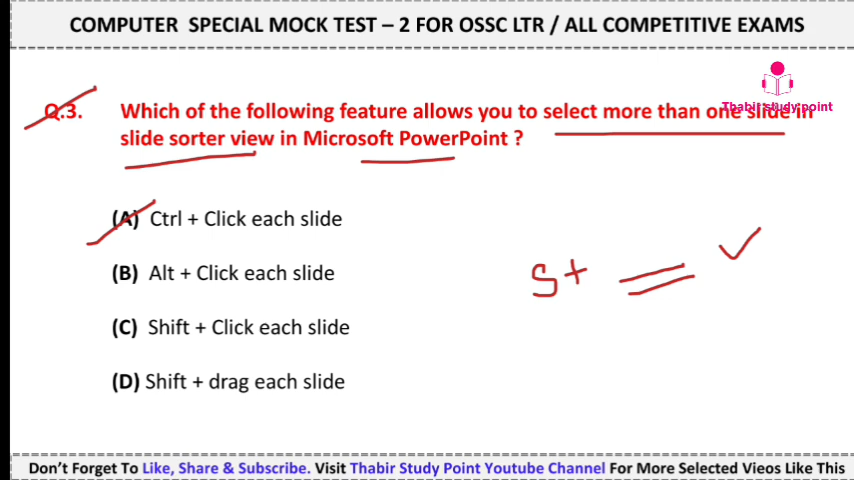 COMPUTER SPECIAL MOCK TEST – 2 FOR OSSC LTR / ALL COMPETITIVE EXAMS
Thabir study point
Q.3. Which of the following feature allows you to select more than one slide in
slide sorter view in Microsoft PowerPoint ?
(A) Ctrl + Click each slide
(B) Alt + Click each slide
S+
(C) Shift + Click each slide
(D) Shift + drag each slide
Don't Forget To Like, Share & Subscribe. Visit Thabir Study Point Youtube Channel For More Selected Vieos Like This